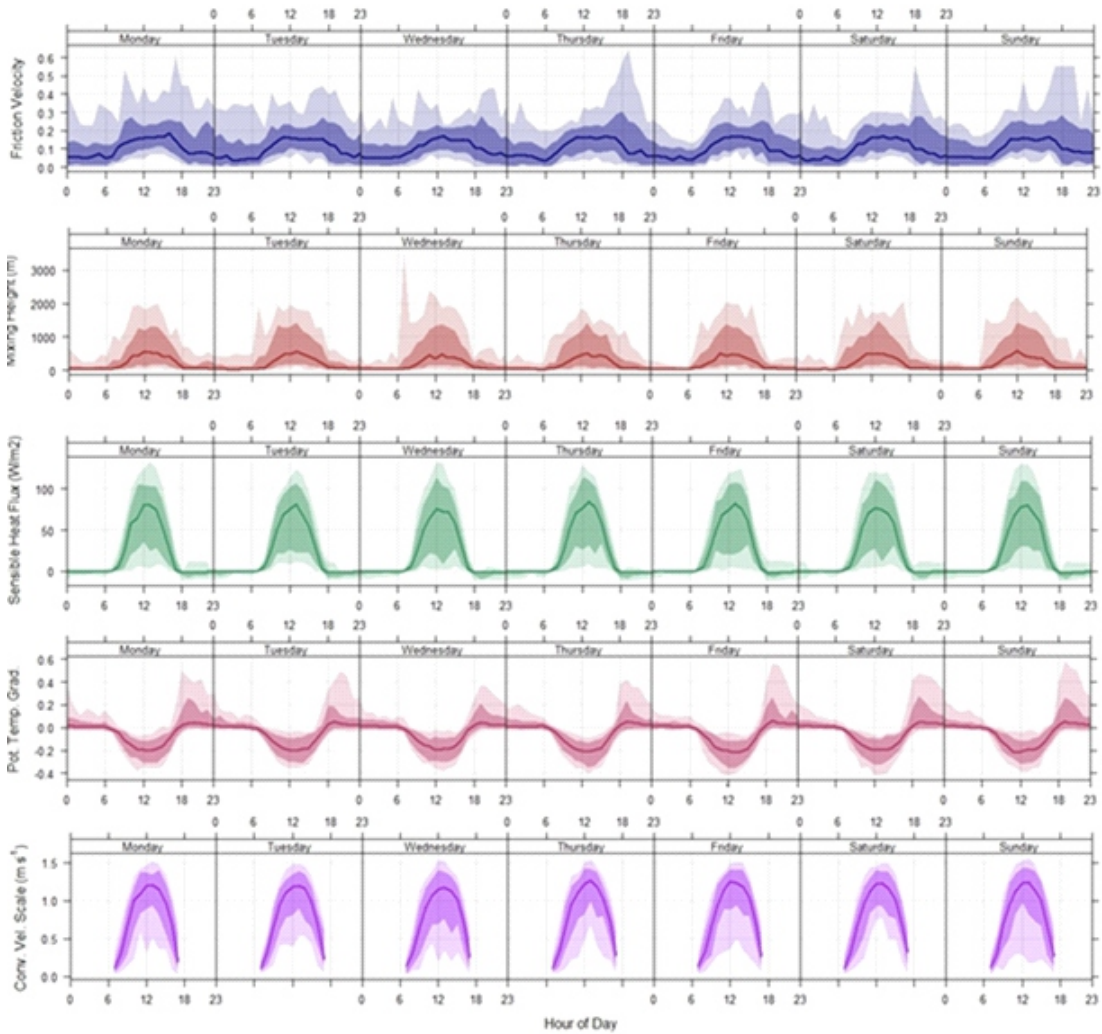 0 6 12 18 23 0 6 12 18 23 0 6 12 18 23
Monday Tuesday Wednesday Thursday Friday Saturday Sunday
Friction Velocity
0.6
0.5
0.4
0.3
0.2
0.1
0.0
0 6 12 18 23 0 6 12 18 23 0 6 12 18 23 0 6 12 18 23
0 6 12 18 23 0 6 12 18 23 0 6 12 18 23
Monday Tuesday Wednesday Thursday Friday Saturday Sunday
Mixing Height (m)
3000
2000
1000
0
0 6 12 18 23 0 6 12 18 23 0 6 12 18 23 0 6 12 18 23
0 6 12 18 23 0 6 12 18 23 0 6 12 18 23
Monday Tuesday Wednesday Thursday Friday Saturday Sunday
Sensible Heat Flux (W/m2)
100
50
0
0 6 12 18 23 0 6 12 18 23 0 6 12 18 23 0 6 12 18 23
0 6 12 18 23 0 6 12 18 23 0 6 12 18 23
Monday Tuesday Wednesday Thursday Friday Saturday Sunday
Pot. Temp. Grad.
0.6
0.4
0.2
0.0
-0.2
-0.4
0 6 12 18 23 0 6 12 18 23 0 6 12 18 23 0 6 12 18 23
0 6 12 18 23 0 6 12 18 23 0 6 12 18 23
Monday Tuesday Wednesday Thursday Friday Saturday Sunday
Conv. Vel. Scale (m s⁻¹)
1.5
1.0
0.5
0.0
0 6 12 18 23 0 6 12 18 23 0 6 12 18 23 0 6 12 18 23
Hour of Day